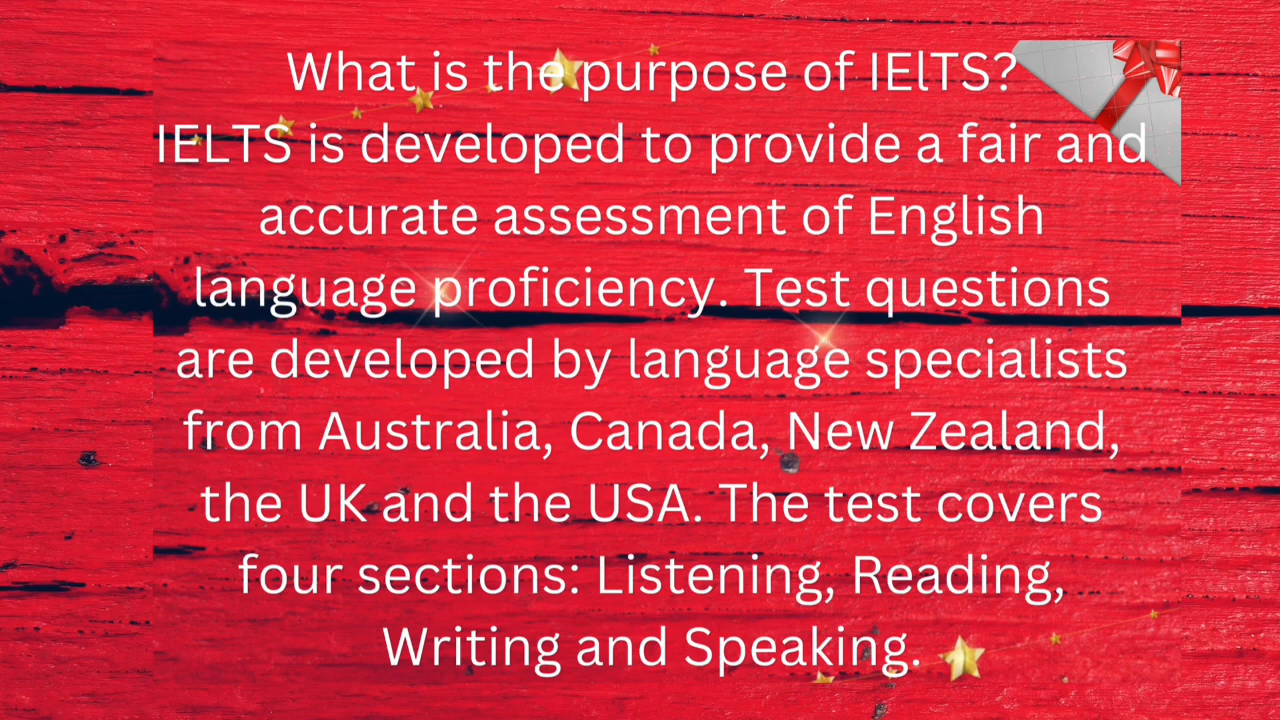 What is the purpose of IElTS?
IELTS is developed to provide a fair and
accurate assessment of English
language proficiency. Test questions
are developed by language specialists
from Australia, Canada, New Zealand,
the UK and the USA. The test covers
four sections: Listening, Reading,
Writing and Speaking.